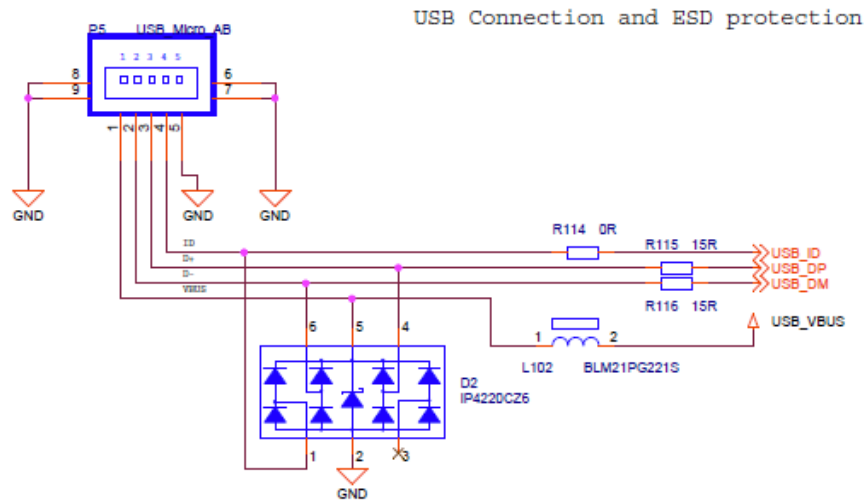 USB Connection and ESD protection
P5 USB_Micro_AB
1 2 3 4 5
8 6
9 7
1 2 3 4 5
GND GND GND
R114 0R
ID R115 15R USB_ID
D+ USB_DP
D- USB_DM
VBUS R116 15R
USB_VBUS
6 5 4 1 2
L102 BLM21PG221S
D2
IP4220CZ6
1 2 3
GND